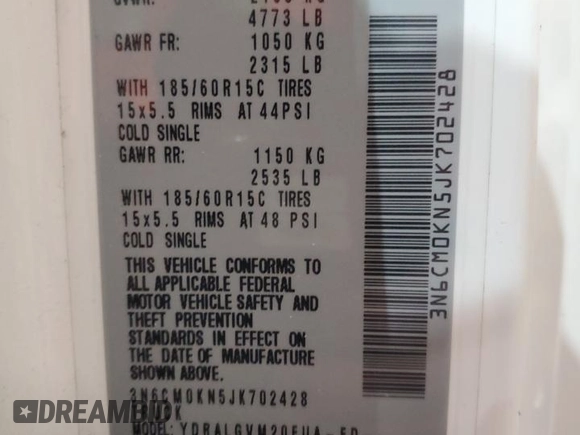 4773 LB
GAWR FR: 1050 KG
2315 LB
WITH 185/60R15C TIRES
15x5.5 RIMS AT 44PSI
COLD SINGLE
GAWR RR: 1150 KG
2535 LB
WITH 185/60R15C TIRES
15x5.5 RIMS AT 48 PSI
COLD SINGLE
THIS VEHICLE CONFORMS TO
ALL APPLICABLE FEDERAL
MOTOR VEHICLE SAFETY AND
THEFT PREVENTION
STANDARDS IN EFFECT ON
THE DATE OF MANUFACTURE
SHOWN ABOVE.
3N6CM0KN5JK702428
MODEL:
3N6CM0KN5JK702428
AUTOBIDMASTER